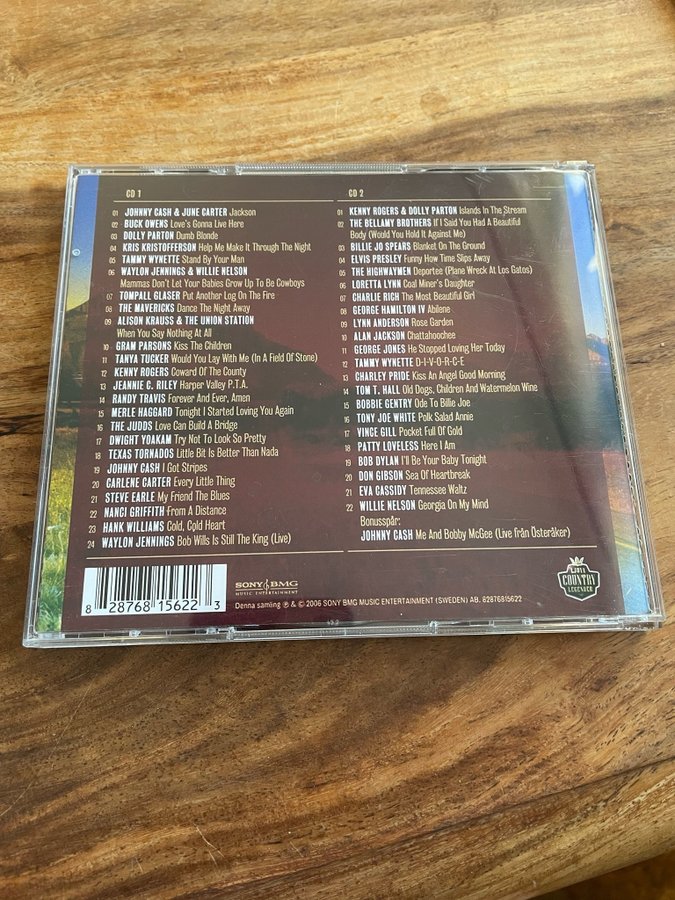 CD 1
01 JOHNNY CASH & JUNE CARTER Jackson
02 BUCK OWENS Love's Gonna Live Here
03 DOLLY PARTON Dumb Blonde
04 KRIS KRISTOFFERSON Help Me Make It Through The Night
05 TAMMY WYNETTE Stand By Your Man
06 WAYLON JENNINGS & WILLIE NELSON
Mammas Don't Let Your Babies Grow Up To Be Cowboys
07 TOMPALL GLASER Put Another Log On The Fire
08 THE MAVERICKS Dance The Night Away
09 ALISON KRAUSS & THE UNION STATION
When You Say Nothing At All
10 GRAM PARSONS Kiss The Children
11 TANYA TUCKER Would You Lay With Me (In A Field Of Stone)
12 KENNY ROGERS Coward Of The County
13 JEANNIE C. RILEY Harper Valley P.T.A.
14 RANDY TRAVIS Forever And Ever, Amen
15 MERLE HAGGARD Tonight I Started Loving You Again
16 THE JUDDS Love Can Build A Bridge
17 DWIGHT YOAKAM Try Not To Look So Pretty
18 TEXAS TORNADOS Little Bit Is Better Than Nada
19 JOHNNY CASH I Got Stripes
20 CARLENE CARTER Every Little Thing
21 STEVE EARLE My Friend The Blues
22 NANCI GRIFFITH From A Distance
23 HANK WILLIAMS Cold, Cold Heart
24 WAYLON JENNINGS Bob Wills Is Still The King (Live)
CD 2
01 KENNY ROGERS & DOLLY PARTON Islands In The Stream
02 THE BELLAMY BROTHERS If I Said You Had A Beautiful
Body (Would You Hold It Against Me)
03 BILLIE JO SPEARS Blanket On The Ground
04 ELVIS PRESLEY Funny How Time Slips Away
05 THE HIGHWAYMEN Deportee (Plane Wreck At Los Gatos)
06 LORETTA LYNN Coal Miner's Daughter
07 CHARLIE RICH The Most Beautiful Girl
08 GEORGE HAMILTON IV Abilene
09 LYNN ANDERSON Rose Garden
10 ALAN JACKSON Chattahoochee
11 GEORGE JONES He Stopped Loving Her Today
12 TAMMY WYNETTE D-I-V-O-R-C-E
13 CHARLEY PRIDE Kiss An Angel Good Morning
14 TOM T. HALL Old Dogs, Children And Watermelon Wine
15 BOBBIE GENTRY Ode To Billie Joe
16 TONY JOE WHITE Polk Salad Annie
17 VINCE GILL Pocket Full Of Gold
18 PATTY LOVELESS Here I Am
19 BOB DYLAN I'll Be Your Baby Tonight
20 DON GIBSON Sea Of Heartbreak
21 EVA CASSIDY Tennessee Waltz
22 WILLIE NELSON Georgia On My Mind
Bonusspår:
JOHNNY CASH Me And Bobby McGee (Live från Österåker)
8 28768 15622 3
SONY BMG
MUSIC ENTERTAINMENT
Denna samling ℗ & © 2006 SONY BMG MUSIC ENTERTAINMENT (SWEDEN) AB. 82876815622
COUNTRY
LEGENDER